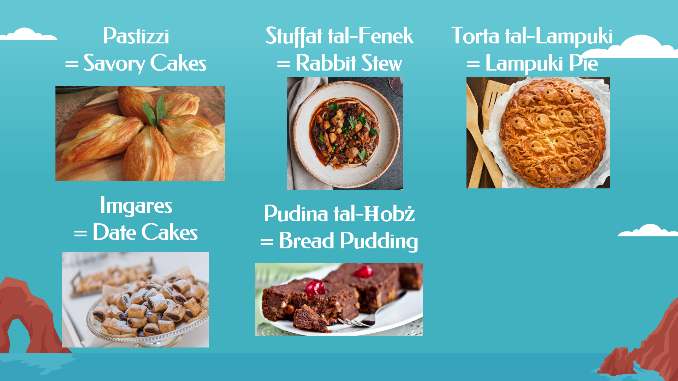 Pastizzi
= Savory Cakes
Stuffat tal-Fenek
= Rabbit Stew
Torta tal-Lampuki
= Lampuki Pie
Imgares
= Date Cakes
Pudina tal-Ħobż
= Bread Pudding